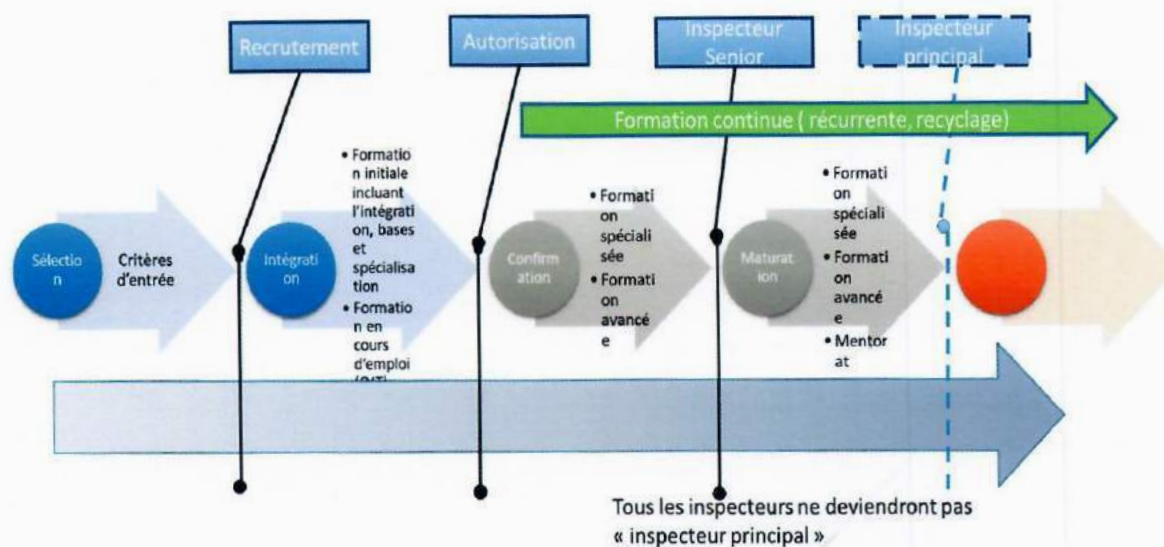 Recrutement
Autorisation
Inspecteur
Senior
Inspecteur
principal
Formation continue ( récurrente, recyclage)
Sélectio
n
Critères
d'entrée
Intégrati
on
• Formatio
n initiale
incluant
l'intégrati
on, bases
et
spécialisa
tion
• Formatio
n en
cours
d'emploi
Confirm
ation
• Formati
on
spéciali
sée
• Formati
on
avancé
e
Maturat
ion
• Formati
on
spéciali
sée
• Formati
on
avancé
e
• Mentor
at
Tous les inspecteurs ne deviendront pas
« inspecteur principal »